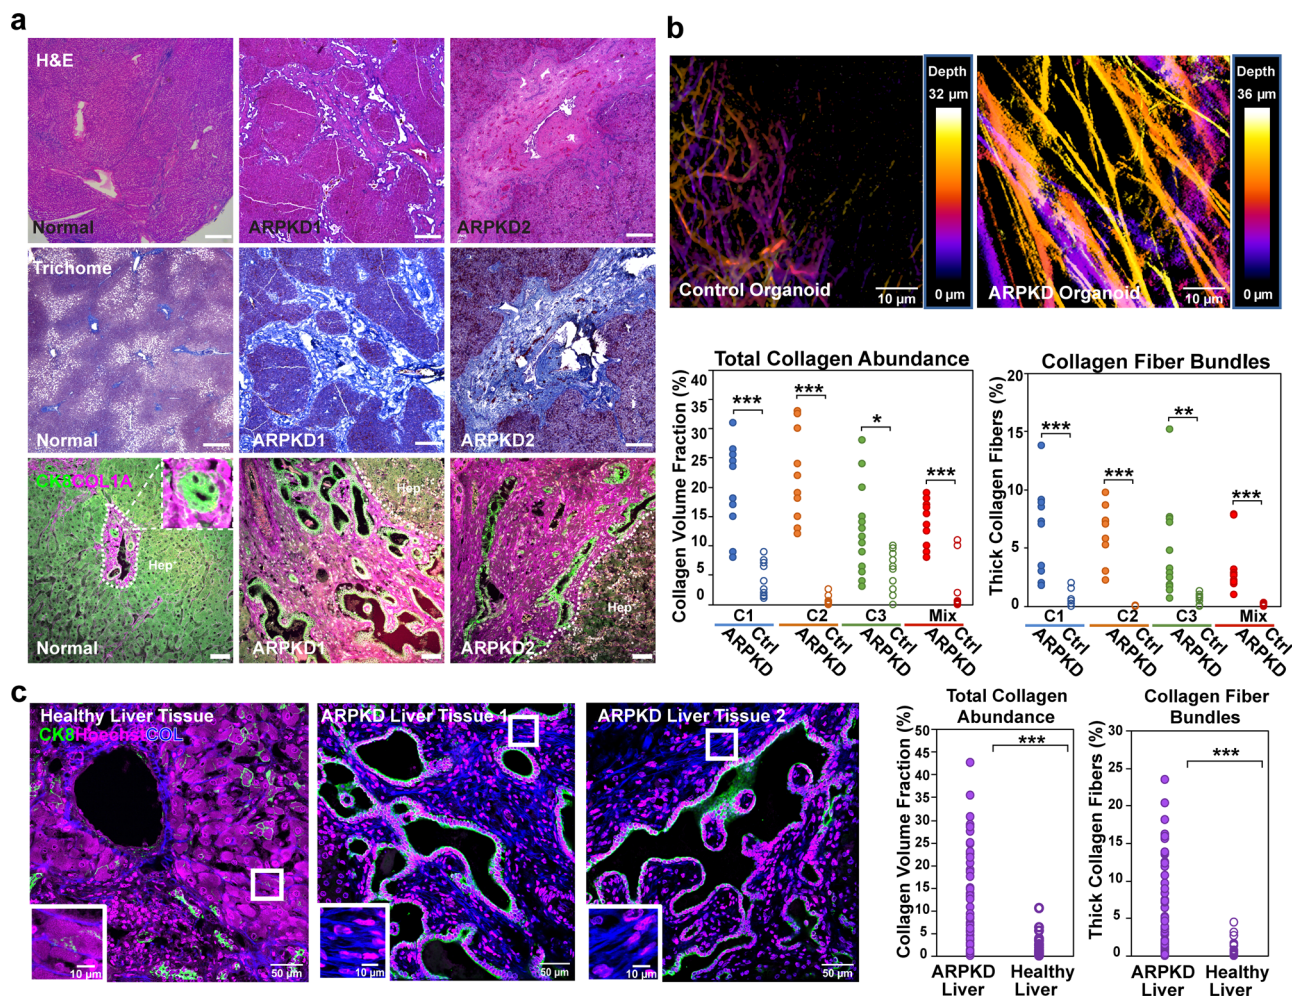 a
H&E
Normal
ARPKD1
ARPKD2
Trichome
Normal
ARPKD1
ARPKD2
CK8COL1A
Hep
Normal
Hep
ARPKD1
Hep
ARPKD2
b
Control Organoid
10 µm
Depth
32 µm
0 µm
ARPKD Organoid
10 µm
Depth
36 µm
0 µm
Total Collagen Abundance
Collagen Volume Fraction (%)
40
35
30
25
20
15
10
5
0
***
***
*
***
C1
C2
C3
Mix
ARPKD
Ctrl
ARPKD
Ctrl
ARPKD
Ctrl
ARPKD
Ctrl
Collagen Fiber Bundles
Thick Collagen Fibers (%)
20
15
10
5
0
***
***
**
***
C1
C2
C3
Mix
ARPKD
Ctrl
ARPKD
Ctrl
ARPKD
Ctrl
ARPKD
Ctrl
c
Healthy Liver Tissue
CK8HoechstCOL
10 µm
50 µm
ARPKD Liver Tissue 1
10 µm
50 µm
ARPKD Liver Tissue 2
10 µm
50 µm
Total Collagen
Abundance
Collagen Volume Fraction (%)
50
45
40
35
30
25
20
15
10
5
0
***
ARPKD
Liver
Healthy
Liver
Collagen Fiber
Bundles
Thick Collagen Fibers (%)
30
25
20
15
10
5
0
***
ARPKD
Liver
Healthy
Liver